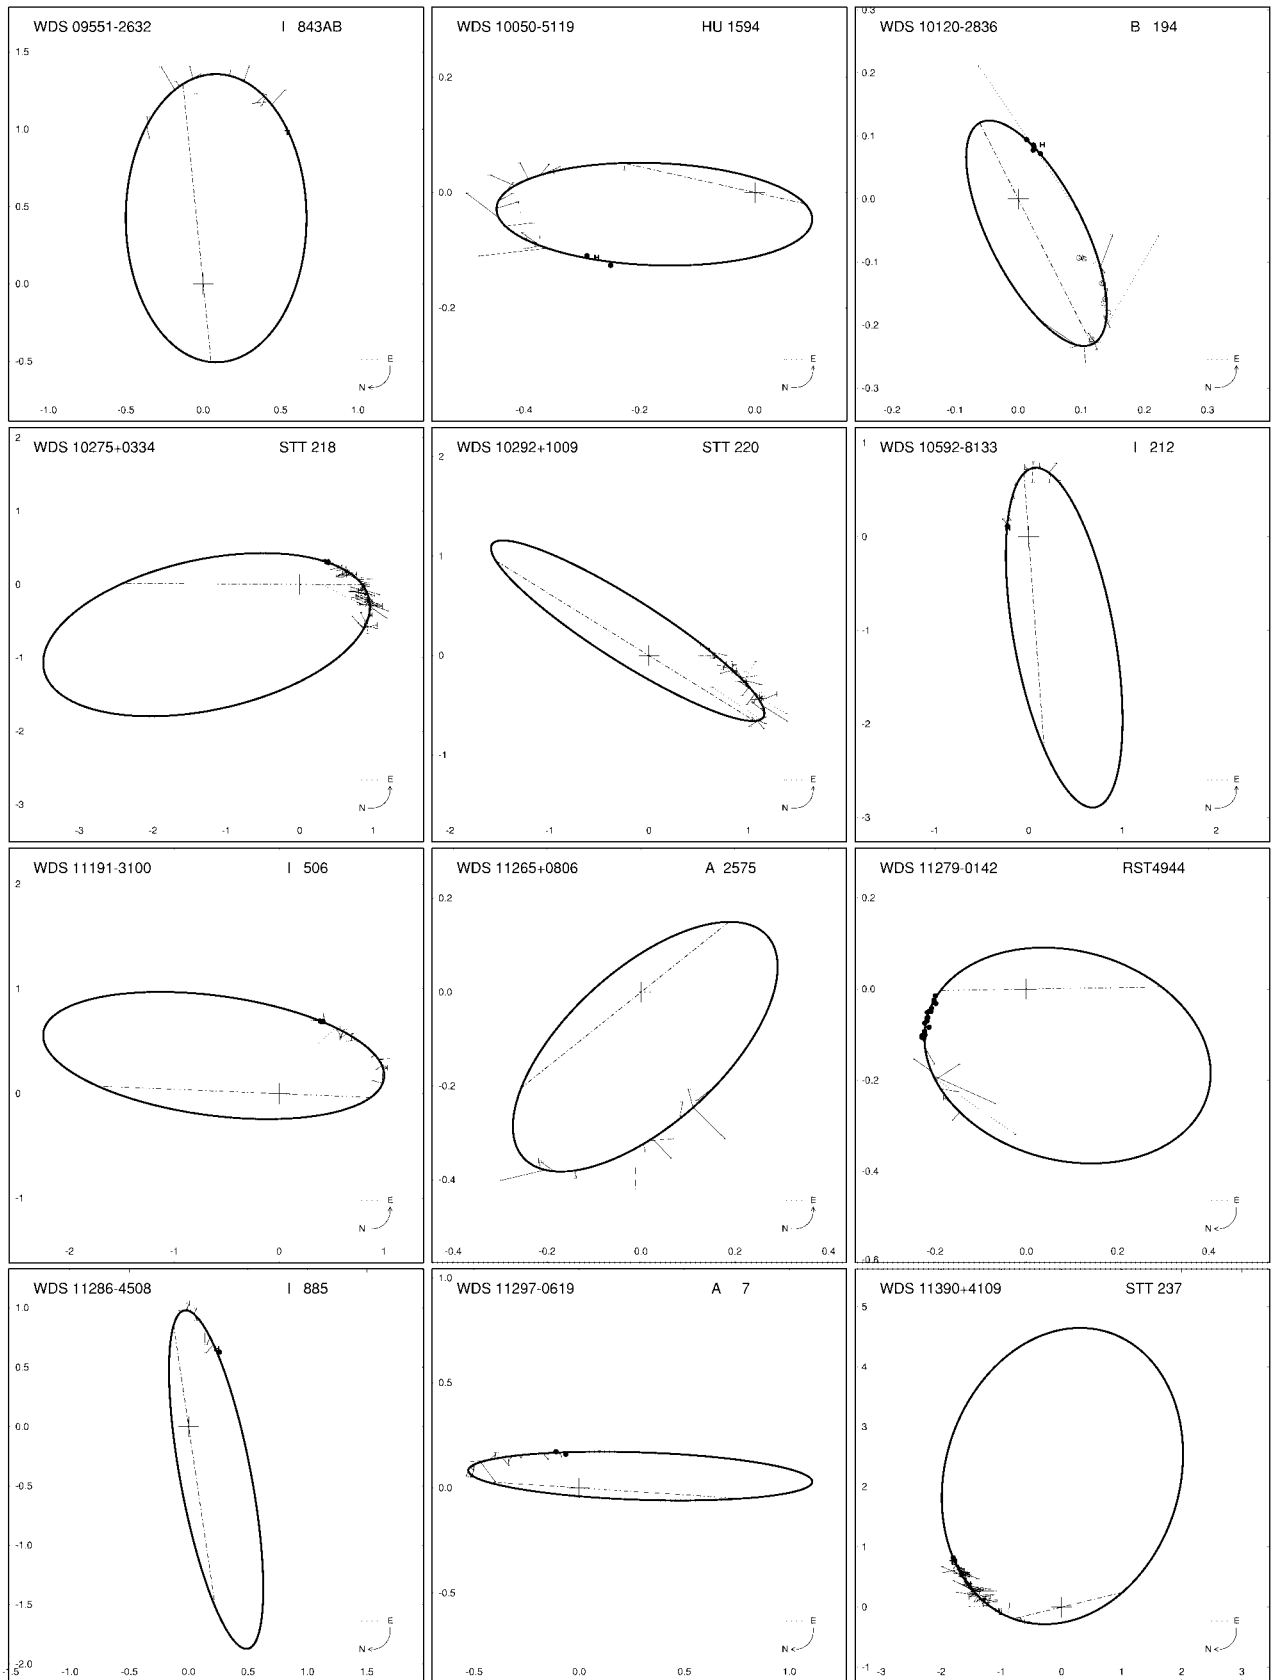 WDS 09551-2632 I 843AB
1.5
1.0
0.5
0.0
-0.5
-1.0 -0.5 0.0 0.5 1.0
E
N
WDS 10050-5119 HU 1594
0.2
0.0
H
-0.2
-0.4 -0.2 0.0
E
N
0.3
WDS 10120-2836 B 194
0.2
0.1
H
0.0
-0.1
-0.2
-0.3
-0.2 -0.1 0.0 0.1 0.2 0.3
E
N
2
WDS 10275+0334 STT 218
1
0
-1
-2
-3
-3 -2 -1 0 1
E
N
WDS 10292+1009 STT 220
2
1
0
-1
-2 -1 0 1
E
N
1
WDS 10592-8133 I 212
0
-1
-2
-3
-1 0 1 2
E
N
WDS 11191-3100 I 506
2
1
0
-1
-2 -1 0 1
E
N
WDS 11265+0806 A 2575
0.2
0.0
-0.2
-0.4
-0.4 -0.2 0.0 0.2 0.4
E
N
WDS 11279-0142 RST4944
0.2
0.0
-0.2
-0.4
-0.6
-0.2 0.0 0.2 0.4
E
N
WDS 11286-4508 I 885
1.0
0.5
H
0.0
-0.5
-1.0
-1.5
-2.0
-1.5 -1.0 -0.5 0.0 0.5 1.0 1.5
E
N
1.0
WDS 11297-0619 A 7
0.5
0.0
-0.5
-0.5 0.0 0.5 1.0
E
N
WDS 11390+4109 STT 237
5
4
3
2
1
0
-1
-3 -2 -1 0 1 2 3
E
N